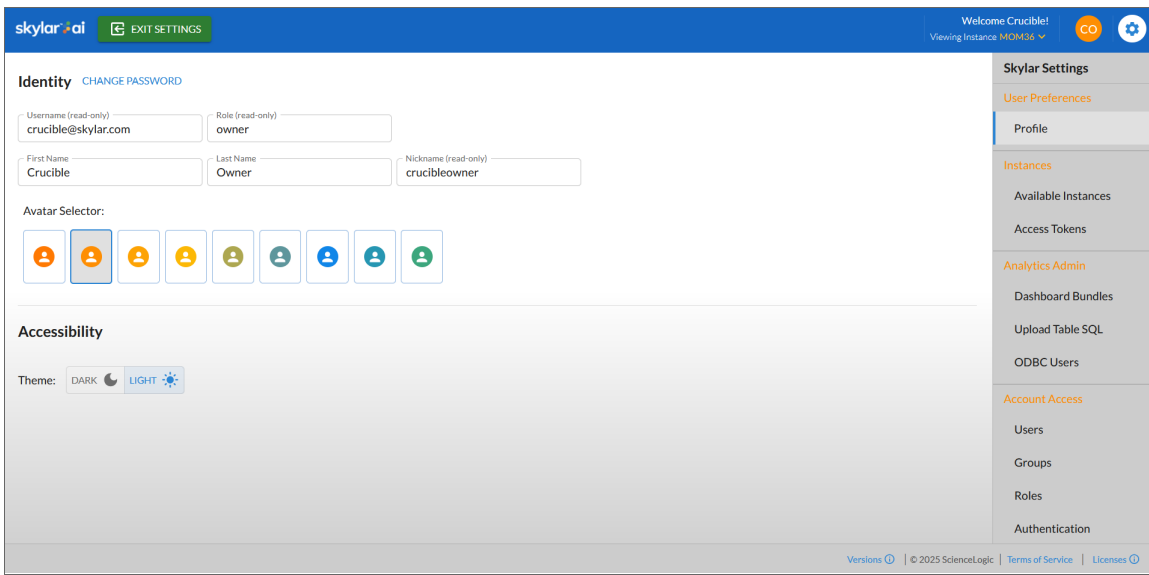 skylar ai
EXIT SETTINGS
Welcome Crucible!
Viewing Instance MOM36
CO
Identity
CHANGE PASSWORD
Username (read-only)
crucible@skylar.com
Role (read-only)
owner
First Name
Crucible
Last Name
Owner
Nickname (read-only)
crucibleowner
Avatar Selector:
Accessibility
Theme:
DARK
LIGHT
Skylar Settings
User Preferences
Profile
Instances
Available Instances
Access Tokens
Analytics Admin
Dashboard Bundles
Upload Table SQL
ODBC Users
Account Access
Users
Groups
Roles
Authentication
Versions | © 2025 ScienceLogic | Terms of Service | Licenses